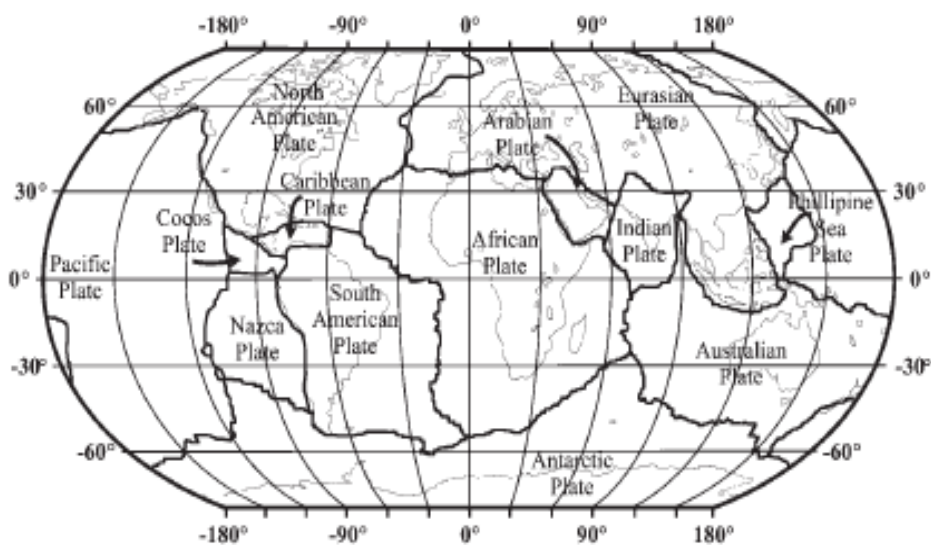 -180° -90° 0° 90° 180°
60° 60°
North
American
Plate
Eurasian
Plate
Arabian
Plate
30° 30°
Caribbean
Plate
Cocos
Plate
Phillipine
Sea
Plate
Indian
Plate
African
Plate
Pacific
Plate
0° 0°
South
American
Plate
Nazca
Plate
Australian
Plate
-30° -30°
-60° -60°
Antarctic
Plate
-180° -90° 0° 90° 180°